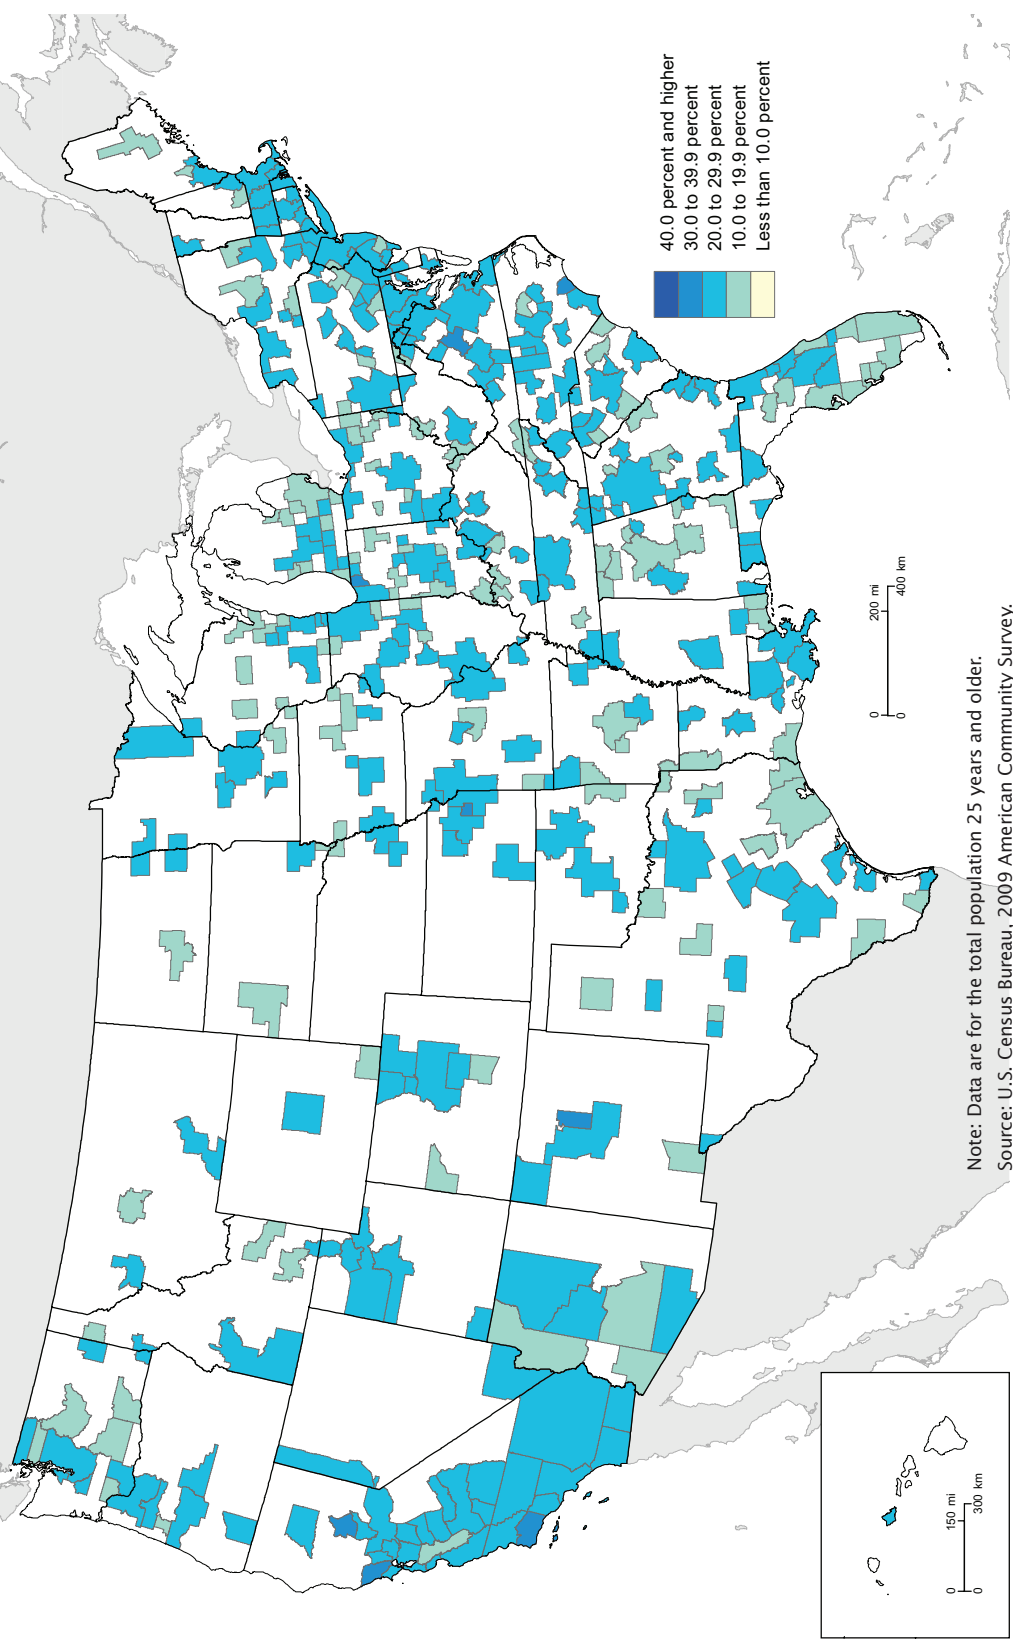 40.0 percent and higher
30.0 to 39.9 percent
20.0 to 29.9 percent
10.0 to 19.9 percent
Less than 10.0 percent
0 200 mi
0 400 km
0 150 mi
0 300 km
Note: Data are for the total population 25 years and older.
Source: U.S. Census Bureau, 2009 American Community Survey.